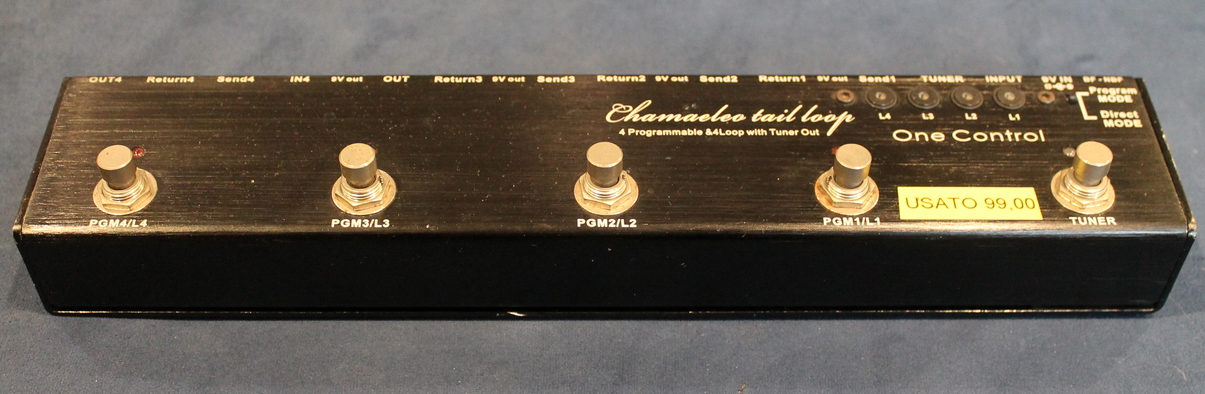 OUT4 Return4 Send4 IN4 9V out OUT Return3 9V out Send3 Return2 9V out Send2 Return1 9V out Send1 TUNER INPUT 9V IN
Program
MODE
Direct
MODE
L4 L3 L2 L1
Chamaeleo tail loop
4 Programmable &4Loop with Tuner Out
One Control
USATO 99,00
PGM4/L4 PGM3/L3 PGM2/L2 PGM1/L1 TUNER